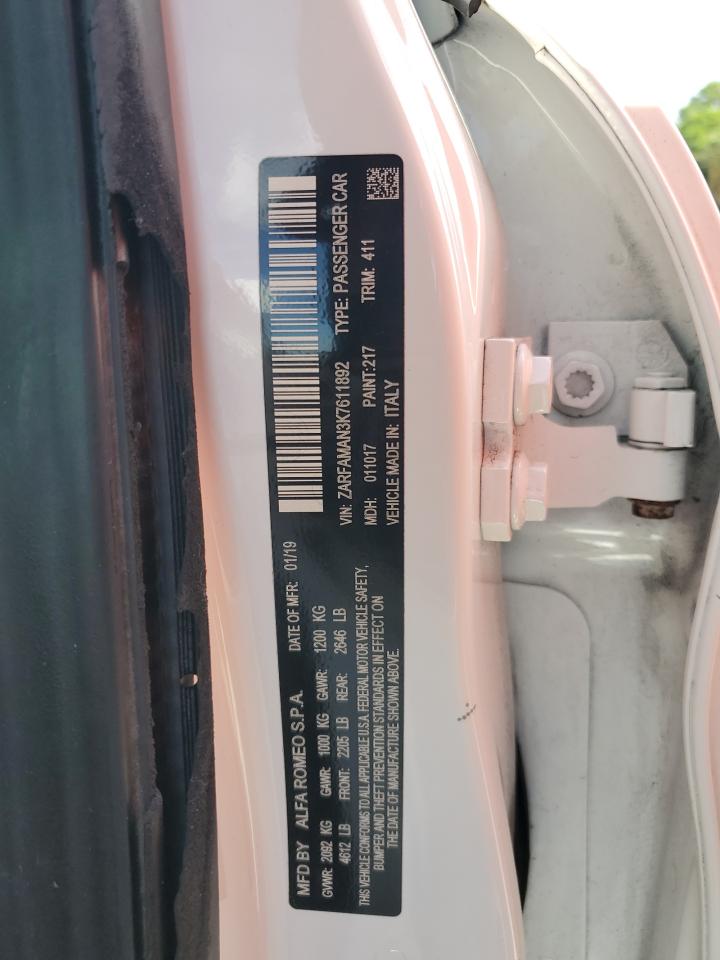 MFD BY ALFA ROMEO S.P.A. DATE OF MFR: 01/19
GVWR: 2092 KG GAWR: 1000 KG GAWR: 1200 KG
4612 LB FRONT: 2205 LB REAR: 2646 LB
THIS VEHICLE CONFORMS TO ALL APPLICABLE U.S.A. FEDERAL MOTOR VEHICLE SAFETY,
BUMPER AND THEFT PREVENTION STANDARDS IN EFFECT ON
THE DATE OF MANUFACTURE SHOWN ABOVE.
VIN: ZARFAMAN3K7611892 TYPE: PASSENGER CAR
MDH: 011017 PAINT:217 TRIM: 411
VEHICLE MADE IN: ITALY